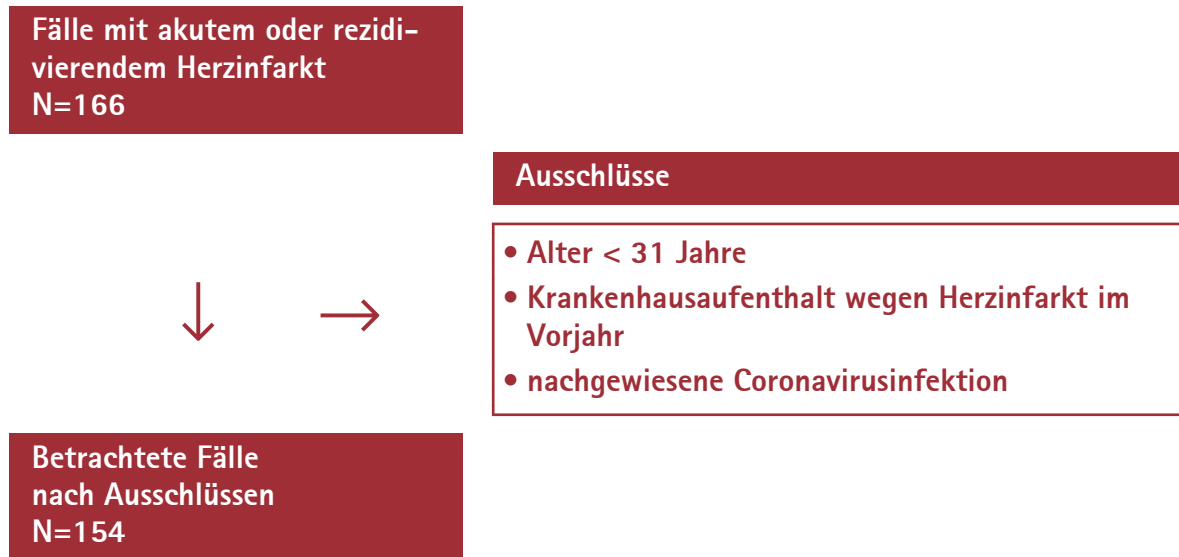 Fälle mit akutem oder rezidi-
vierendem Herzinfarkt
N=166
Ausschlüsse
• Alter < 31 Jahre
• Krankenhausaufenthalt wegen Herzinfarkt im
Vorjahr
• nachgewiesene Coronavirusinfektion
Betrachtete Fälle
nach Ausschlüssen
N=154